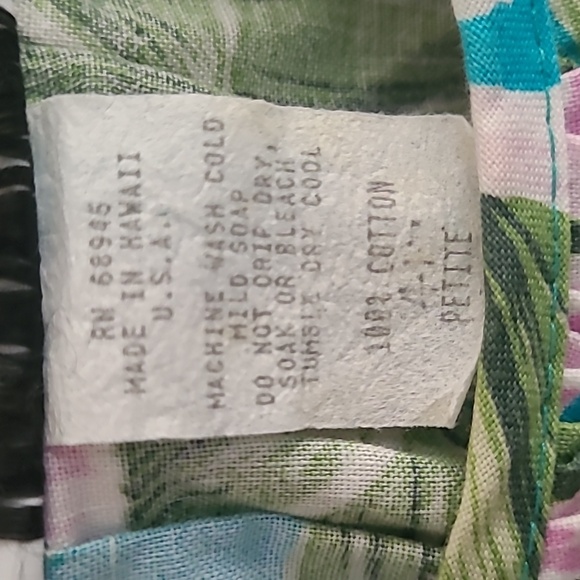 RN 68945
MADE IN HAWAII
U.S.A.
MACHINE WASH COLD
MILD SOAP
DO NOT DRIP DRY,
SOAK OR BLEACH
TUMBLE DRY COOL
100% COTTON
PETITE